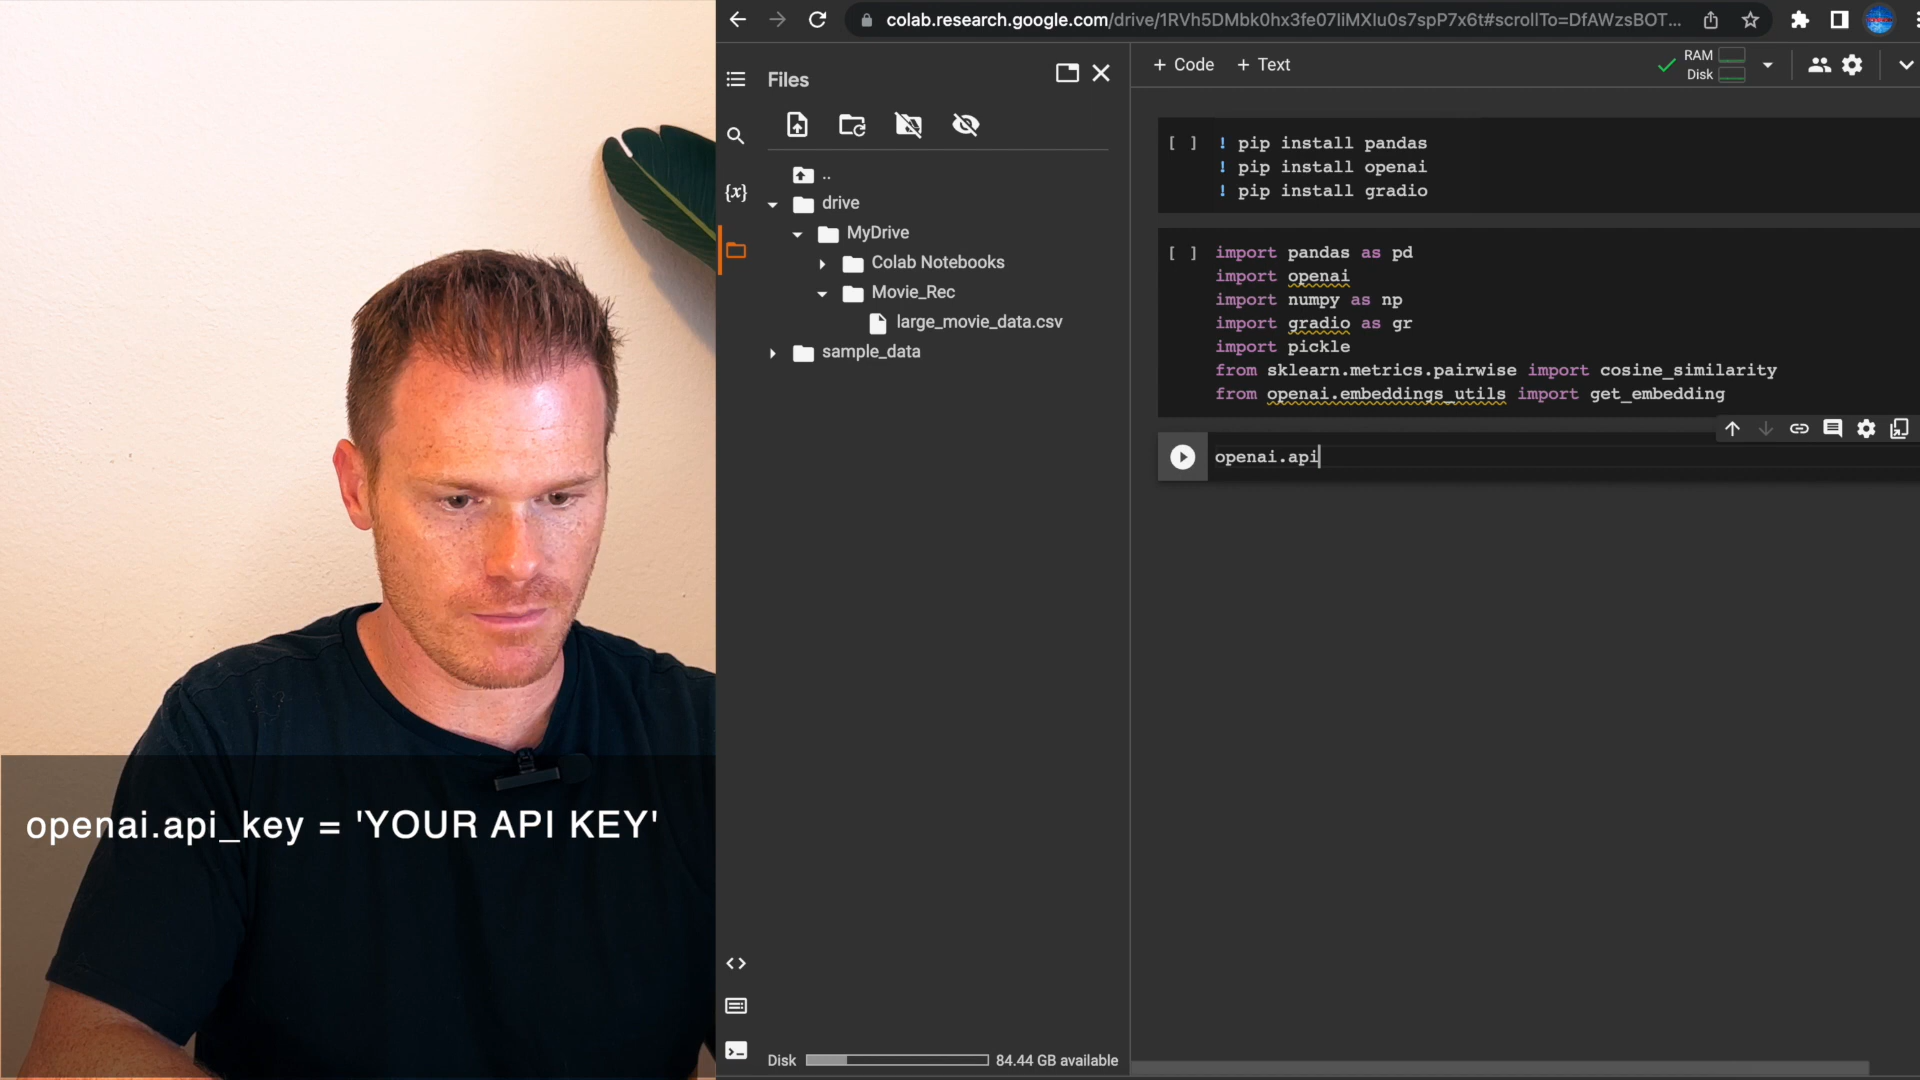 colab.research.google.com/drive/1RVh5DMbk0hx3fe07IiMXIu0s7spP7x6t#scrollTo=DfAWzsBOT...
Files
+ Code + Text
RAM
Disk
{x}
..
drive
MyDrive
Colab Notebooks
Movie_Rec
large_movie_data.csv
sample_data
[ ] ! pip install pandas
! pip install openai
! pip install gradio
[ ] import pandas as pd
import openai
import numpy as np
import gradio as gr
import pickle
from sklearn.metrics.pairwise import cosine_similarity
from openai.embeddings_utils import get_embedding
openai.api
openai.api_key = 'YOUR API KEY'
Disk 84.44 GB available